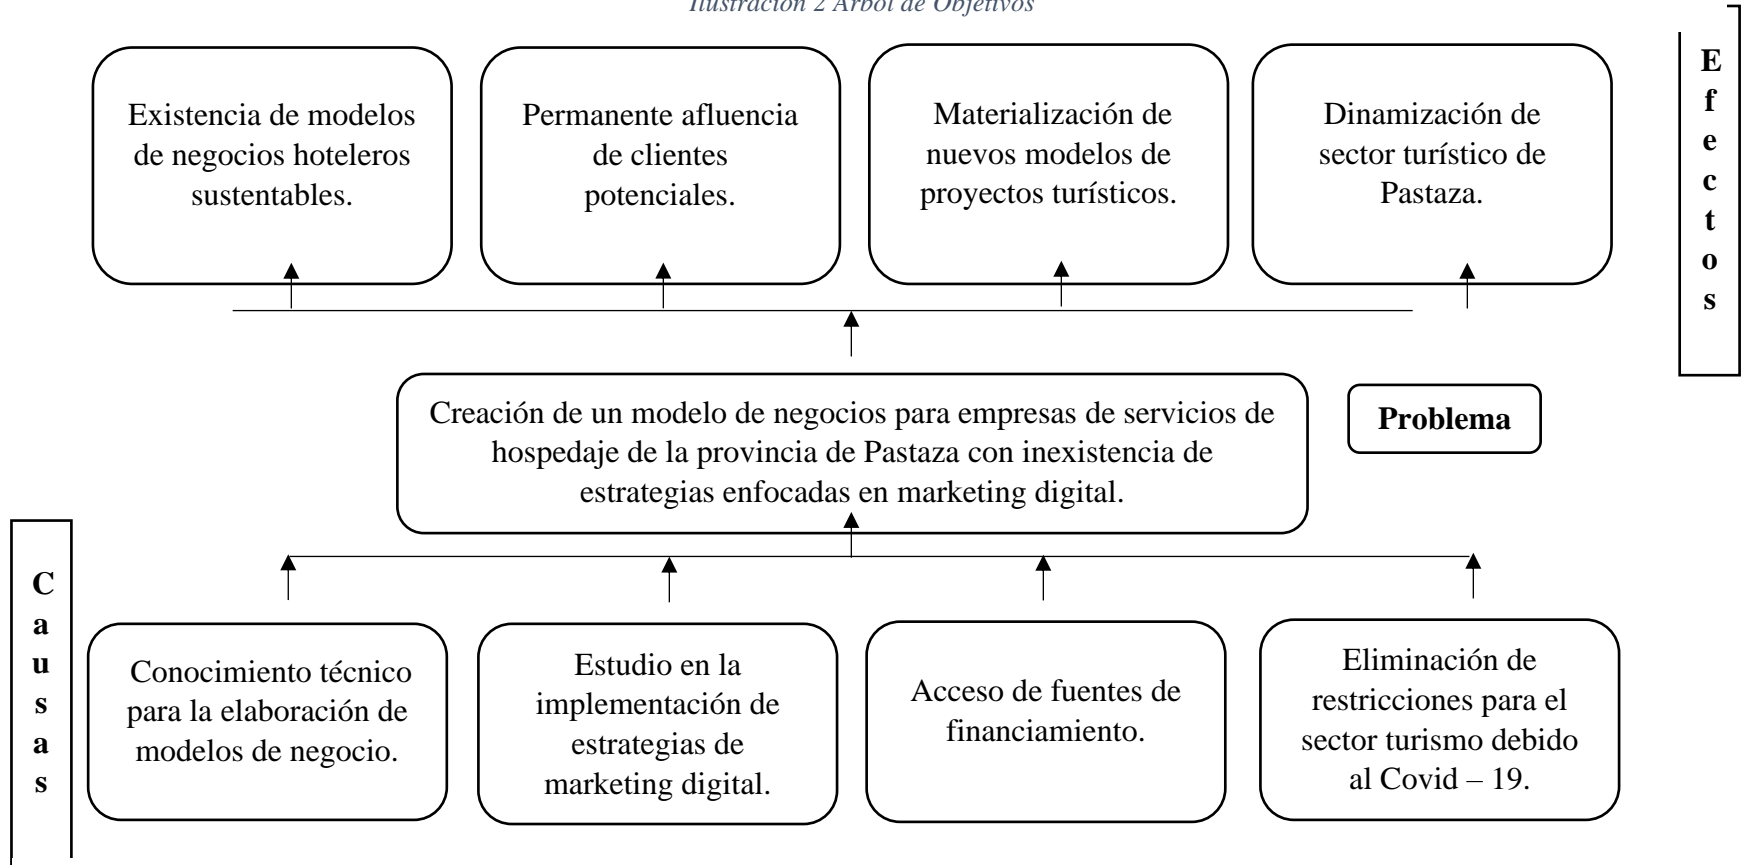 Ilustración 2 Árbol de Objetivos
Existencia de modelos
de negocios hoteleros
sustentables.
Permanente afluencia
de clientes
potenciales.
Materialización de
nuevos modelos de
proyectos turísticos.
Dinamización de
sector turístico de
Pastaza.
E
f
e
c
t
o
s
Creación de un modelo de negocios para empresas de servicios de
hospedaje de la provincia de Pastaza con inexistencia de
estrategias enfocadas en marketing digital.
Problema
C
a
u
s
a
s
Conocimiento técnico
para la elaboración de
modelos de negocio.
Estudio en la
implementación de
estrategias de
marketing digital.
Acceso de fuentes de
financiamiento.
Eliminación de
restricciones para el
sector turismo debido
al Covid – 19.